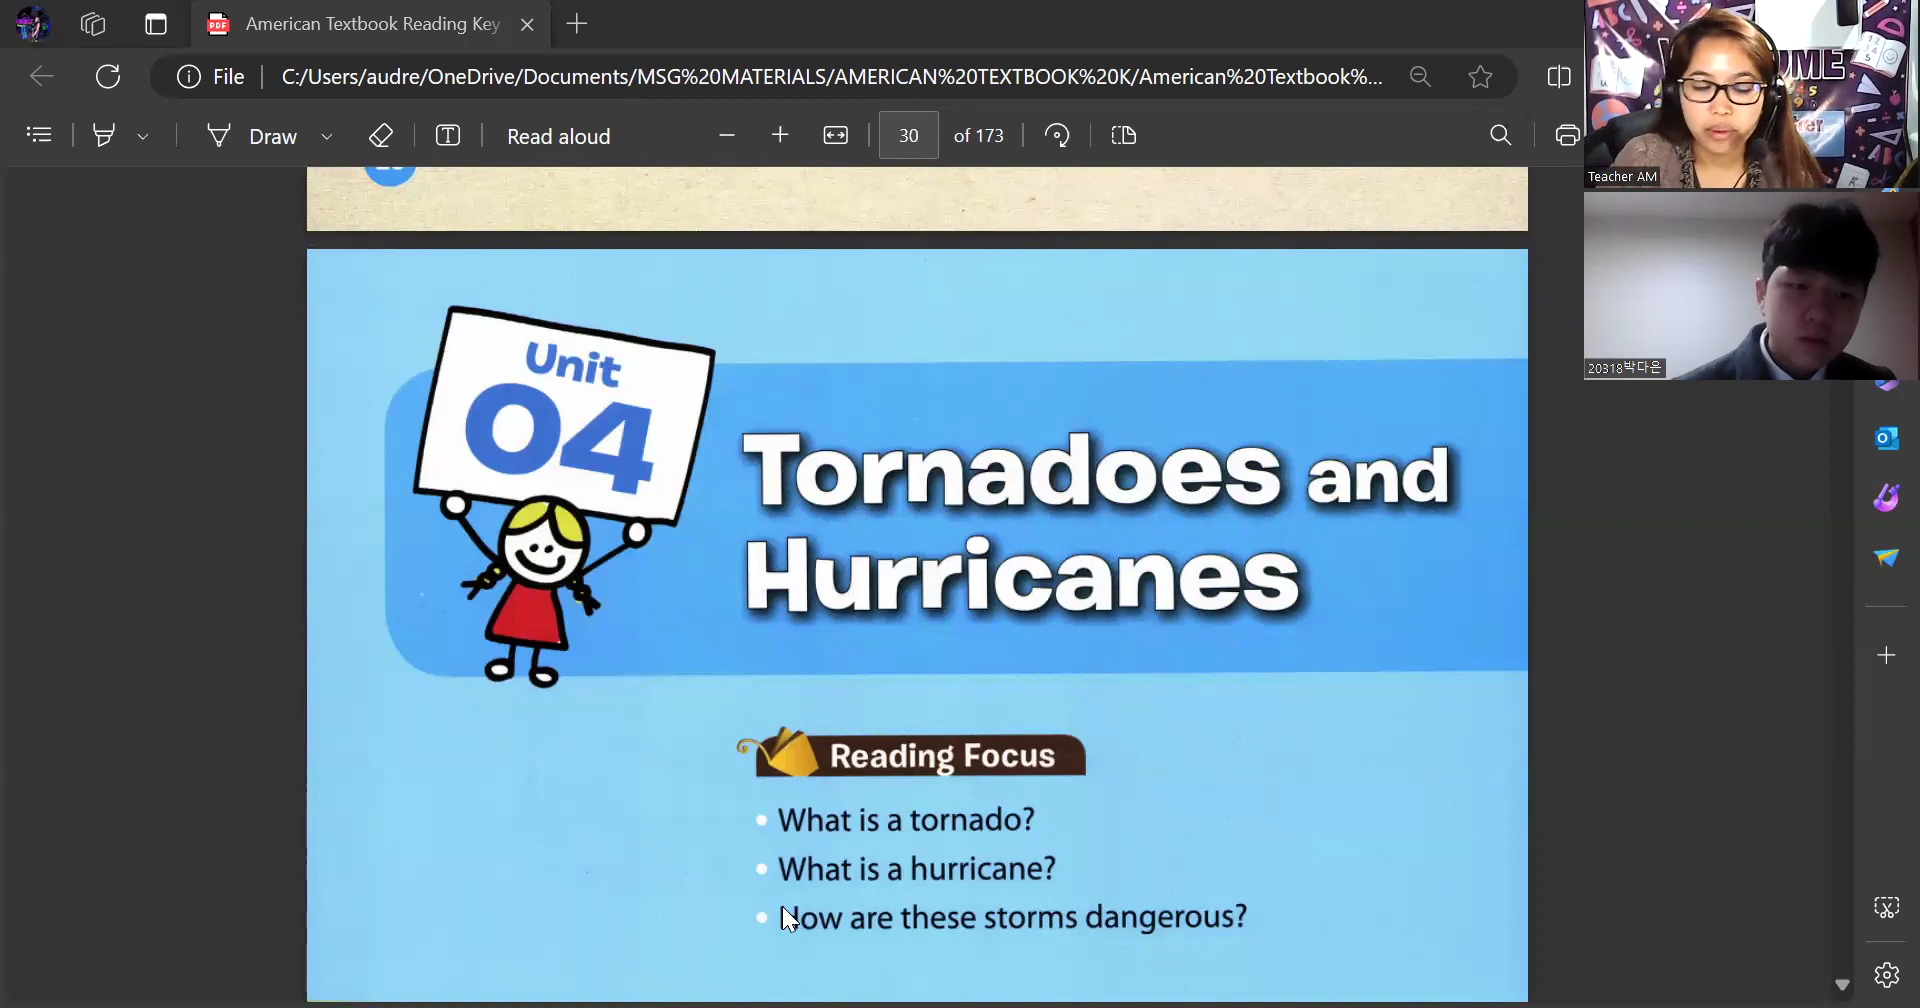 American Textbook Reading Key
File
C:/Users/audre/OneDrive/Documents/MSG%20MATERIALS/AMERICAN%20TEXTBOOK%20K/American%20Textbook%...
Draw
Read aloud
30 of 173
Teacher AM
20318박다은
Unit
04
Tornadoes and
Hurricanes
Reading Focus
• What is a tornado?
• What is a hurricane?
• How are these storms dangerous?